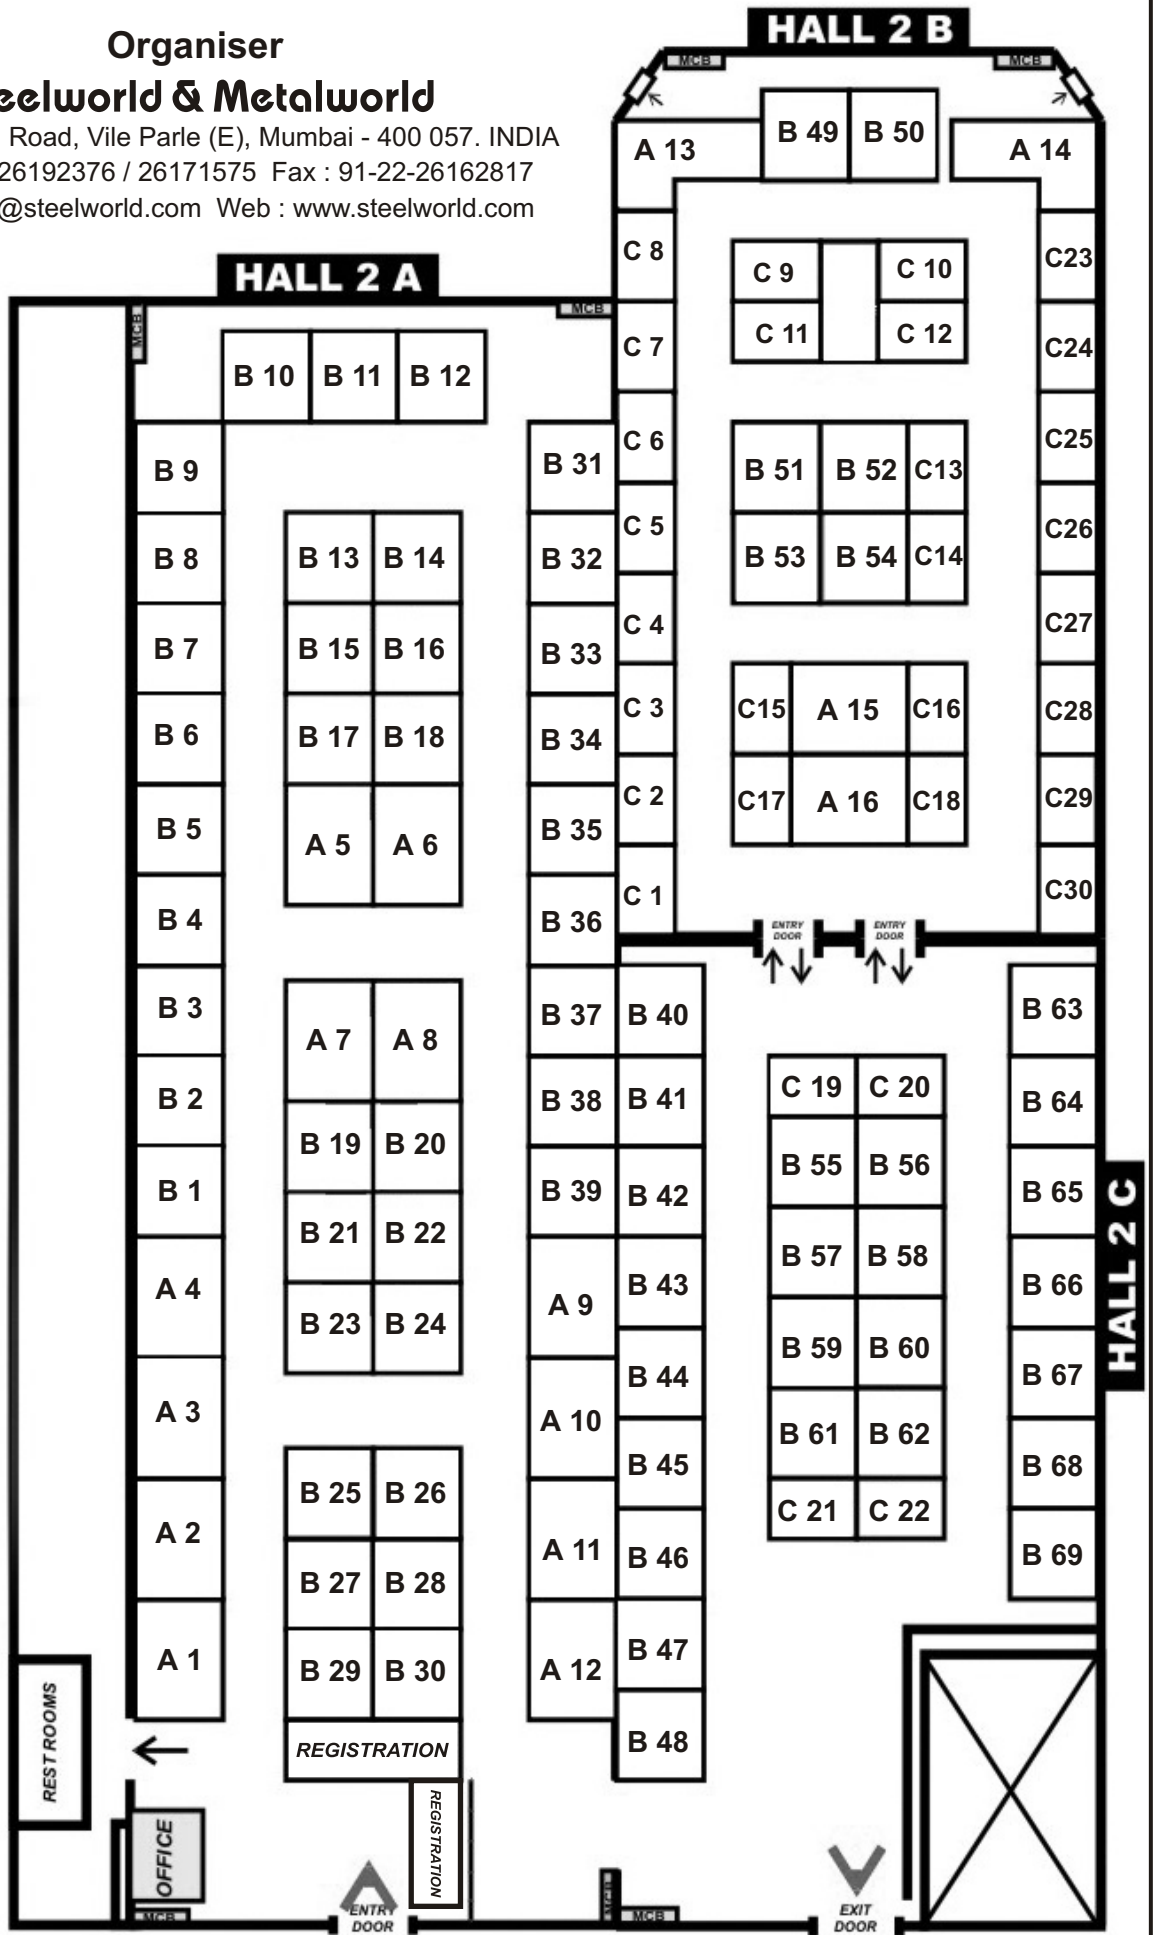 Organiser
eelworld & Metalworld
Road, Vile Parle (E), Mumbai - 400 057. INDIA
26192376 / 26171575 Fax : 91-22-26162817
@steelworld.com Web : www.steelworld.com
HALL 2 B
MCB
MCB
A 13
B 49
B 50
A 14
C 8
C 7
C 6
C 5
C 4
C 3
C 2
C 1
C 9
C 10
C 11
C 12
B 51
B 52
C13
B 53
B 54
C14
C15
A 15
C16
C17
A 16
C18
C23
C24
C25
C26
C27
C28
C29
C30
ENTRY
DOOR
ENTRY
DOOR
HALL 2 A
MCB
MCB
B 10
B 11
B 12
B 9
B 8
B 7
B 6
B 5
B 4
B 3
B 2
B 1
A 4
A 3
A 2
A 1
B 13
B 14
B 15
B 16
B 17
B 18
A 5
A 6
A 7
A 8
B 19
B 20
B 21
B 22
B 23
B 24
B 25
B 26
B 27
B 28
B 29
B 30
REGISTRATION
REGISTRATION
B 31
B 32
B 33
B 34
B 35
B 36
B 37
B 38
B 39
A 9
A 10
A 11
A 12
REST ROOMS
OFFICE
MCB
ENTRY
DOOR
HALL 2 C
B 40
B 41
B 42
B 43
B 44
B 45
B 46
B 47
B 48
C 19
C 20
B 55
B 56
B 57
B 58
B 59
B 60
B 61
B 62
C 21
C 22
B 63
B 64
B 65
B 66
B 67
B 68
B 69
MCB
MCB
EXIT
DOOR